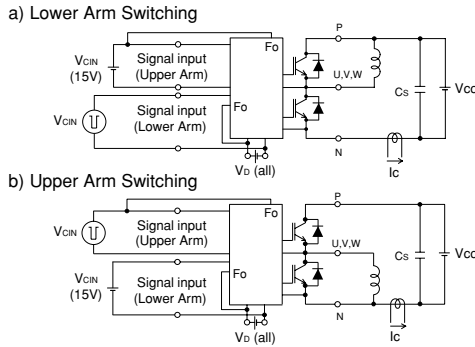 a) Lower Arm Switching
P
Fo
VCIN
(15V)
Signal input
(Upper Arm)
U,V,W
Fo
CS
VCC
VCIN
Signal input
(Lower Arm)
VD (all)
N
Ic
b) Upper Arm Switching
P
Fo
VCIN
Signal input
(Upper Arm)
U,V,W
CS
VCC
VCIN
(15V)
Signal input
(Lower Arm)
Fo
VD (all)
N
Ic